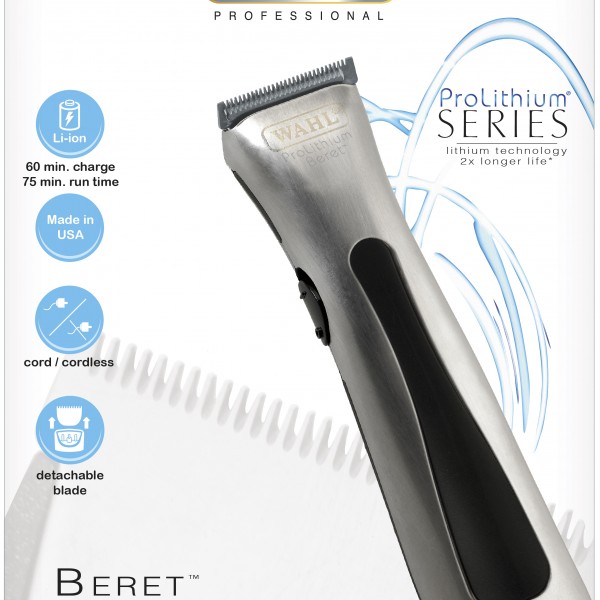 PROFESSIONAL
Li-ion
60 min. charge
75 min. run time
Made in
USA
cord / cordless
detachable
blade
WAHL
ProLithium
Beret™
ProLithium®
SERIES
lithium technology
2x longer life*
BERET™